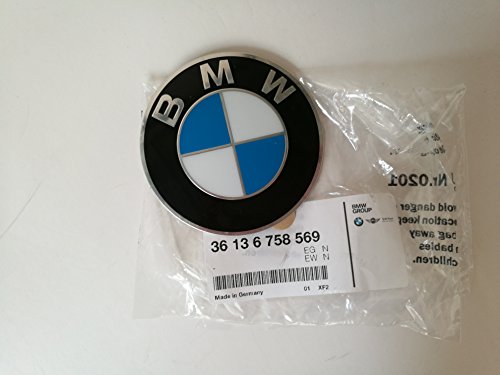 BMW
36 13 6 758 569
EG N
EW N
Made in Germany
01 XF2
BMW
GROUP
Nr.0201
void danger
cation keep
bag away
babies
children.